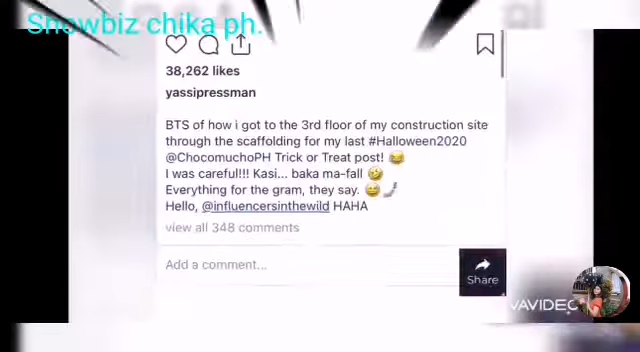 Showbiz chika ph.
38,262 likes
yassipressman
BTS of how i got to the 3rd floor of my construction site
through the scaffolding for my last #Halloween2020
@ChocomuchoPH Trick or Treat post! 😂
I was careful!!! Kasi... baka ma-fall 🤣
Everything for the gram, they say. 😅🤳
Hello, @influencersinthewild HAHA
view all 348 comments
Add a comment...
Share
VAVIDEO